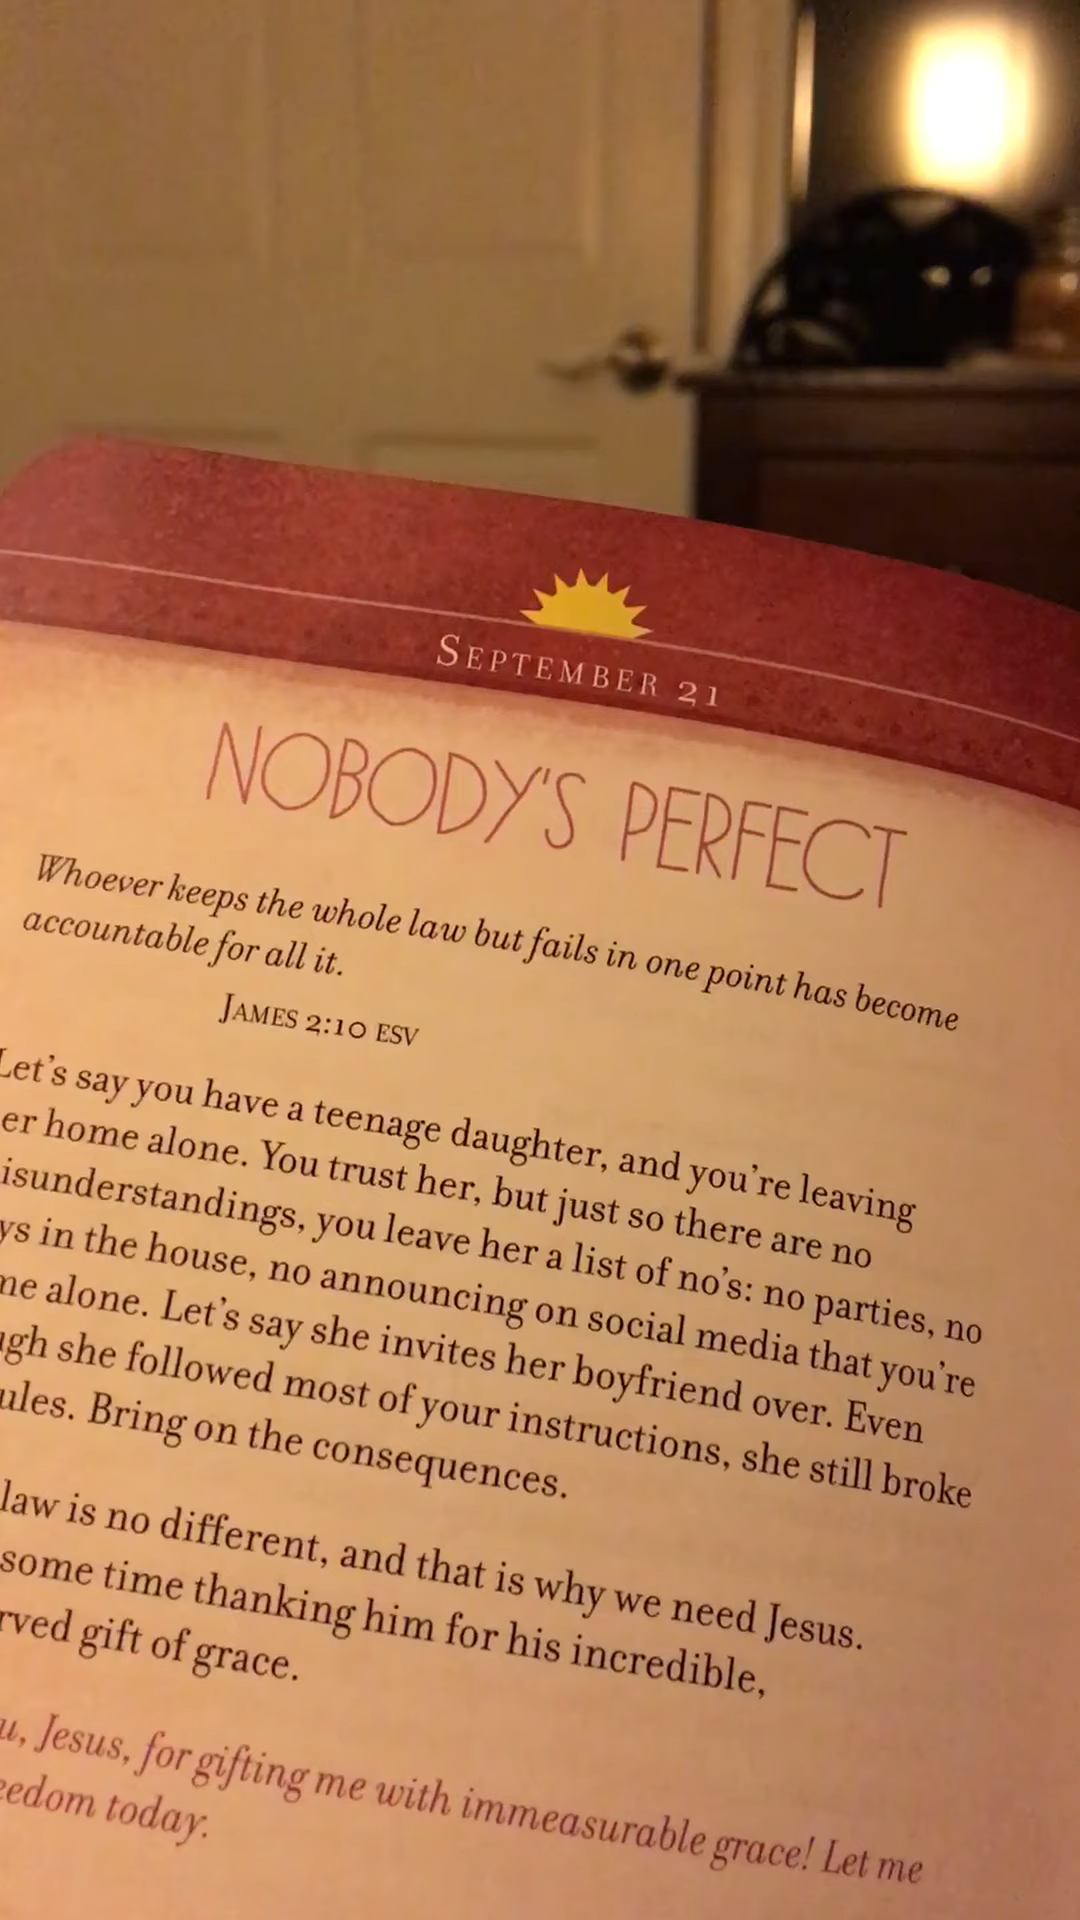 September 21
NOBODY'S PERFECT
Whoever keeps the whole law but fails in one point has become
accountable for all it.
James 2:10 ESV
Let's say you have a teenage daughter, and you're leaving
er home alone. You trust her, but just so there are no
isunderstandings, you leave her a list of no's: no parties, no
ys in the house, no announcing on social media that you're
me alone. Let's say she invites her boyfriend over. Even
ugh she followed most of your instructions, she still broke
ules. Bring on the consequences.
law is no different, and that is why we need Jesus.
some time thanking him for his incredible,
rved gift of grace.
u, Jesus, for gifting me with immeasurable grace! Let me
eedom today.